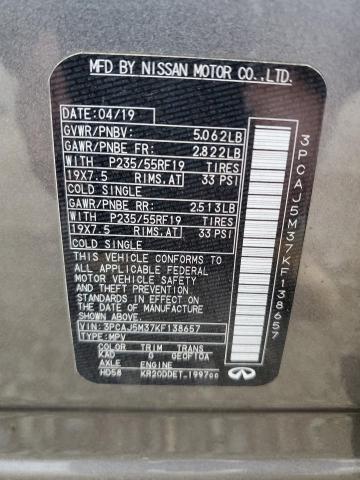 MFD BY NISSAN MOTOR CO.,LTD.
DATE: 04/19
GVWR/PNBV: 5.062LB
GAWR/PNBE FR: 2.822LB
WITH P235/55RF19 TIRES
19X7.5 RIMS.AT 33 PSI
COLD SINGLE
GAWR/PNBE RR: 2.513LB
WITH P235/55RF19 TIRES
19X7.5 RIMS.AT 33 PSI
COLD SINGLE
THIS VEHICLE CONFORMS TO
ALL APPLICABLE FEDERAL
MOTOR VEHICLE SAFETY
STANDARDS IN EFFECT ON
THE DATE OF MANUFACTURE
SHOWN ABOVE.
VIN: 3PCAJ5M37KF138657
TYPE: MPV
COLOR TRIM TRANS
KAD G GEOF10A
AXLE ENGINE
HD58 KR20DDET 1997cc
3PCAJ5M37KF138657